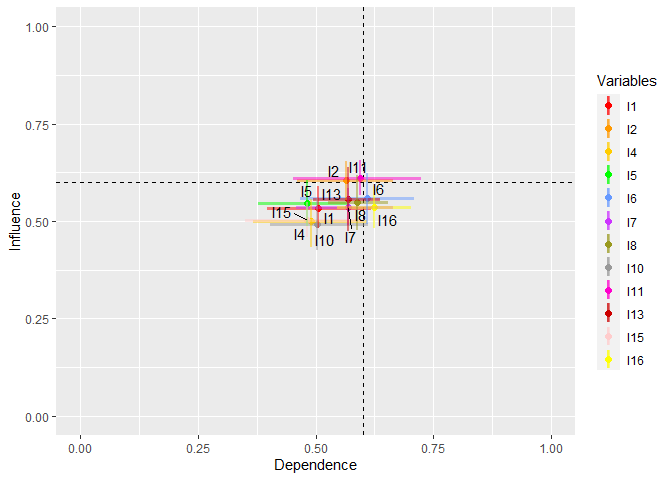 1.00
0.75
0.50
0.25
0.00
Influence
I2
I11
I5
I13
I6
I15
I1
I8
I16
I4
I10
I7
0.00
0.25
0.50
0.75
1.00
Dependence
Variables
I1
I2
I4
I5
I6
I7
I8
I10
I11
I13
I15
I16